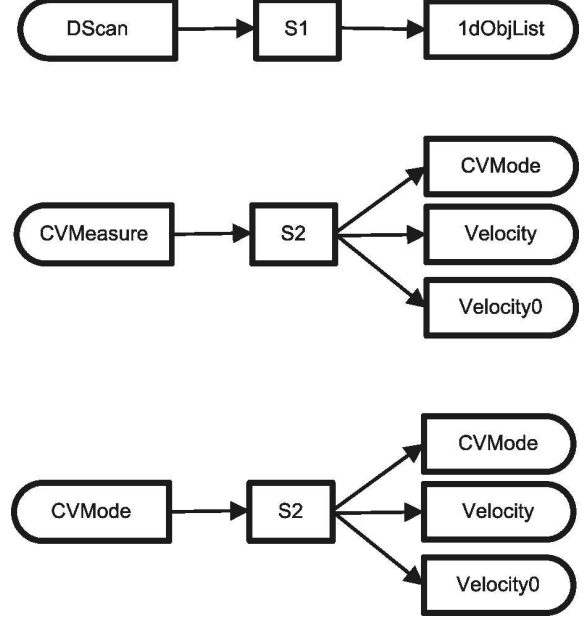 DScan
S1
1dObjList
CVMeasure
S2
CVMode
Velocity
Velocity0
CVMode
S2
CVMode
Velocity
Velocity0